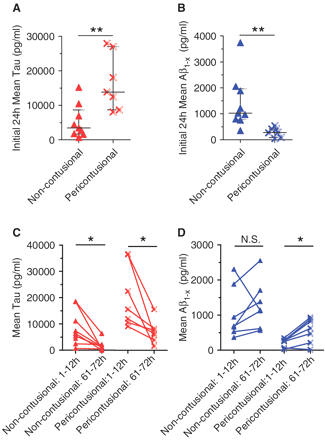 A
Initial 24h Mean Tau (pg/ml)
30000
20000
10000
0
**
Non-contusional
Pericontusional
B
Initial 24h Mean Aβ1-x (pg/ml)
4000
3000
2000
1000
0
**
Non-contusional
Pericontusional
C
Mean Tau (pg/ml)
40000
30000
20000
10000
0
*
*
Non-contusional: 1-12h
Non-contusional: 61-72h
Pericontusional: 1-12h
Pericontusional: 61-72h
D
Mean Aβ1-x (pg/ml)
3000
2000
1000
0
N.S.
*
Non-contusional: 1-12h
Non-contusional: 61-72h
Pericontusional: 1-12h
Pericontusional: 61-72h